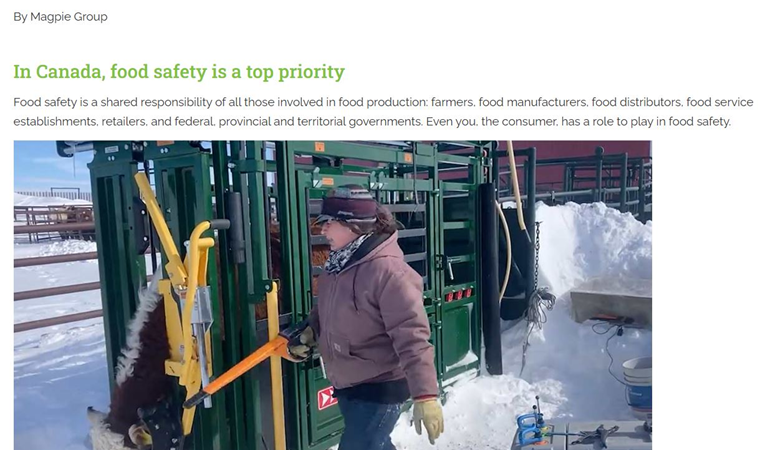 By Magpie Group
In Canada, food safety is a top priority
Food safety is a shared responsibility of all those involved in food production: farmers, food manufacturers, food distributors, food service
establishments, retailers, and federal, provincial and territorial governments. Even you, the consumer, has a role to play in food safety.